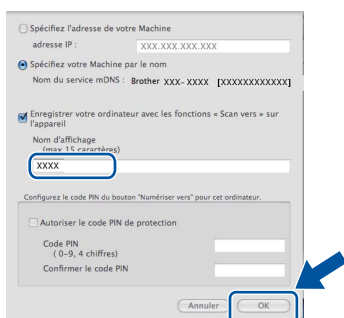 Spécifiez l'adresse de votre Machine
adresse IP : XXX.XXX.XXX.XXX
Spécifiez votre Machine par le nom
Nom du service mDNS : Brother XXX- XXXX [XXXXXXXXXXXX]
Enregistrer votre ordinateur avec les fonctions « Scan vers » sur
l'appareil
Nom d'affichage
(max 15 caractères)
XXXX
Configurez le code PIN du bouton "Numériser vers" pour cet ordinateur.
Autoriser le code PIN de protection
Code PIN
( 0-9, 4 chiffres)
Confirmer le code PIN
Annuler OK